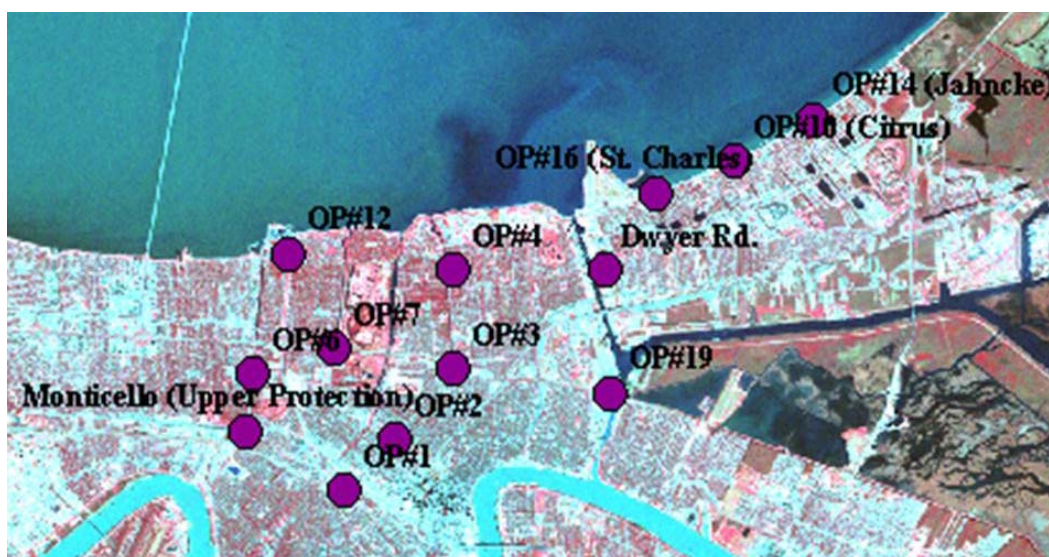 OP#14 (Jahncke)
OP#10 (Citrus)
OP#16 (St. Charles)
OP#12
OP#4
Dwyer Rd.
OP#7
OP#6
OP#3
OP#19
Monticello (Upper Protection)
OP#2
OP#1